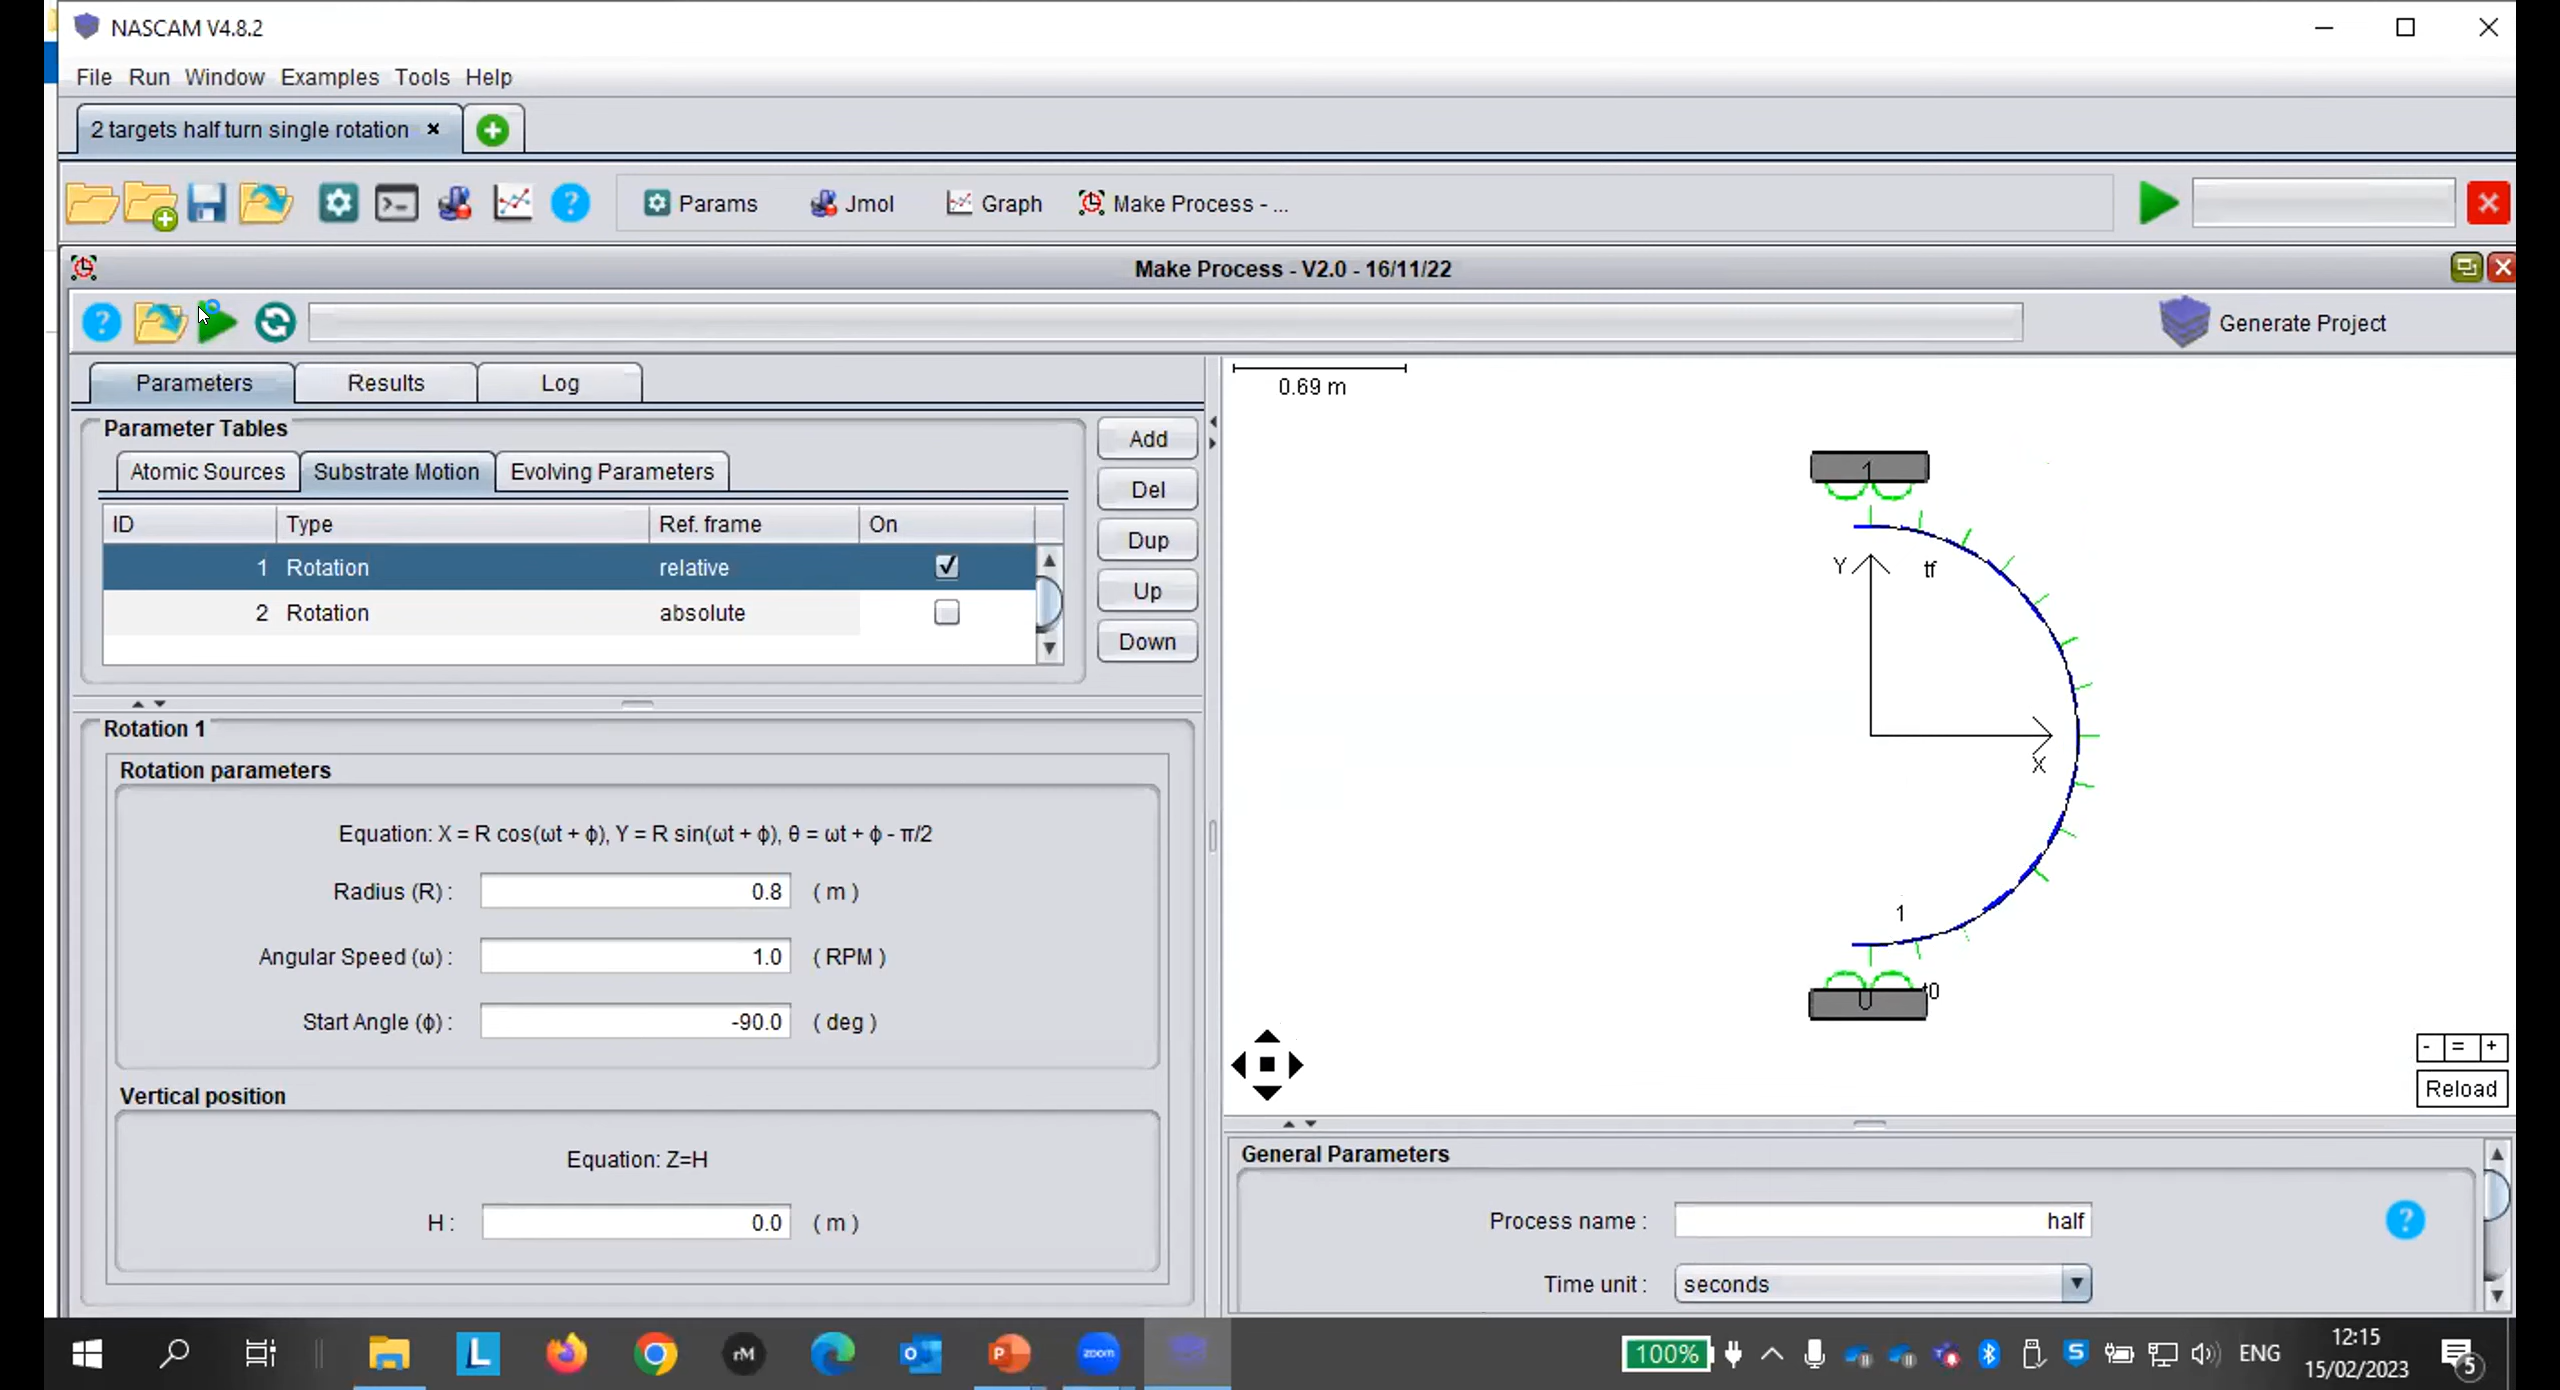 NASCAM V4.8.2
File Run Window Examples Tools Help
2 targets half turn single rotation ×
Params Jmol Graph Make Process - ...
Make Process - V2.0 - 16/11/22
Generate Project
Parameters Results Log
Parameter Tables
Atomic Sources Substrate Motion Evolving Parameters
ID Type Ref. frame On
1 Rotation relative
2 Rotation absolute
Add
Del
Dup
Up
Down
Rotation 1
Rotation parameters
Equation: X = R cos(ωt + ϕ), Y = R sin(ωt + ϕ), θ = ωt + ϕ - π/2
Radius (R) : 0.8 ( m )
Angular Speed (ω) : 1.0 ( RPM )
Start Angle (ϕ) : -90.0 ( deg )
Vertical position
Equation: Z=H
H : 0.0 ( m )
0.69 m
1
Y tf
X
1
0 t0
- = +
Reload
General Parameters
Process name : half
Time unit : seconds
L
rM
zoom
100%
ENG
12:15
15/02/2023
5